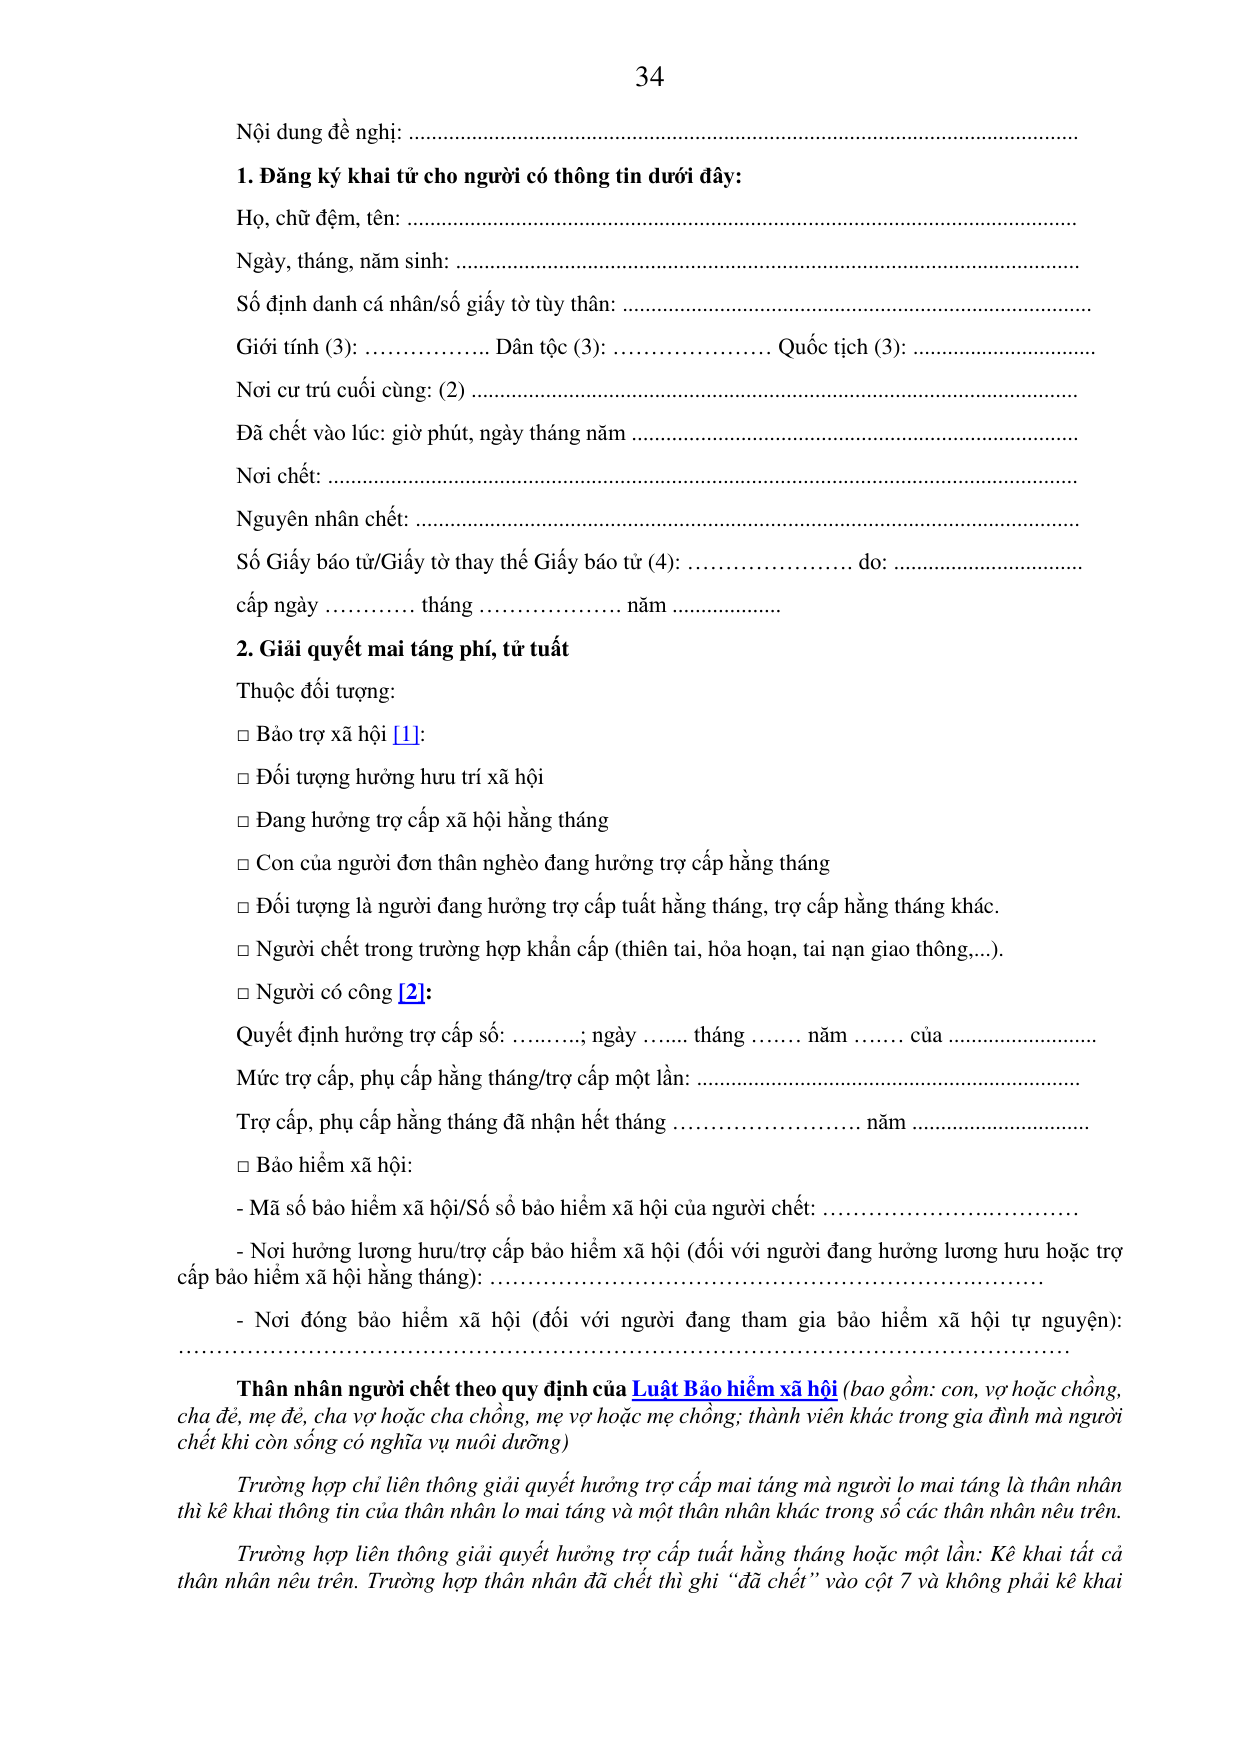 34
Nội dung đề nghị: .....................................................................................................................
1. Đăng ký khai tử cho người có thông tin dưới đây:
Họ, chữ đệm, tên: .....................................................................................................................
Ngày, tháng, năm sinh: .............................................................................................................
Số định danh cá nhân/số giấy tờ tùy thân: ..................................................................................
Giới tính (3): …………….. Dân tộc (3): ………………… Quốc tịch (3): ................................
Nơi cư trú cuối cùng: (2) ..........................................................................................................
Đã chết vào lúc: giờ phút, ngày tháng năm ..............................................................................
Nơi chết: ...................................................................................................................................
Nguyên nhân chết: ....................................................................................................................
Số Giấy báo tử/Giấy tờ thay thế Giấy báo tử (4): …………………. do: .................................
cấp ngày ………… tháng ………………. năm ...................
2. Giải quyết mai táng phí, tử tuất
Thuộc đối tượng:
□ Bảo trợ xã hội [1]:
□ Đối tượng hưởng hưu trí xã hội
□ Đang hưởng trợ cấp xã hội hằng tháng
□ Con của người đơn thân nghèo đang hưởng trợ cấp hằng tháng
□ Đối tượng là người đang hưởng trợ cấp tuất hằng tháng, trợ cấp hằng tháng khác.
□ Người chết trong trường hợp khẩn cấp (thiên tai, hỏa hoạn, tai nạn giao thông,...).
□ Người có công [2]:
Quyết định hưởng trợ cấp số: …..…..; ngày ….... tháng ….… năm ….… của ..........................
Mức trợ cấp, phụ cấp hằng tháng/trợ cấp một lần: ...................................................................
Trợ cấp, phụ cấp hằng tháng đã nhận hết tháng ……………………. năm ...............................
□ Bảo hiểm xã hội:
- Mã số bảo hiểm xã hội/Số sổ bảo hiểm xã hội của người chết: ………………….…………
- Nơi hưởng lương hưu/trợ cấp bảo hiểm xã hội (đối với người đang hưởng lương hưu hoặc trợ
cấp bảo hiểm xã hội hằng tháng): ……………………………………………………….………
- Nơi đóng bảo hiểm xã hội (đối với người đang tham gia bảo hiểm xã hội tự nguyện):
………………………………………………………………………………………………………
Thân nhân người chết theo quy định của Luật Bảo hiểm xã hội (bao gồm: con, vợ hoặc chồng,
cha đẻ, mẹ đẻ, cha vợ hoặc cha chồng, mẹ vợ hoặc mẹ chồng; thành viên khác trong gia đình mà người
chết khi còn sống có nghĩa vụ nuôi dưỡng)
Trường hợp chỉ liên thông giải quyết hưởng trợ cấp mai táng mà người lo mai táng là thân nhân
thì kê khai thông tin của thân nhân lo mai táng và một thân nhân khác trong số các thân nhân nêu trên.
Trường hợp liên thông giải quyết hưởng trợ cấp tuất hằng tháng hoặc một lần: Kê khai tất cả
thân nhân nêu trên. Trường hợp thân nhân đã chết thì ghi “đã chết” vào cột 7 và không phải kê khai